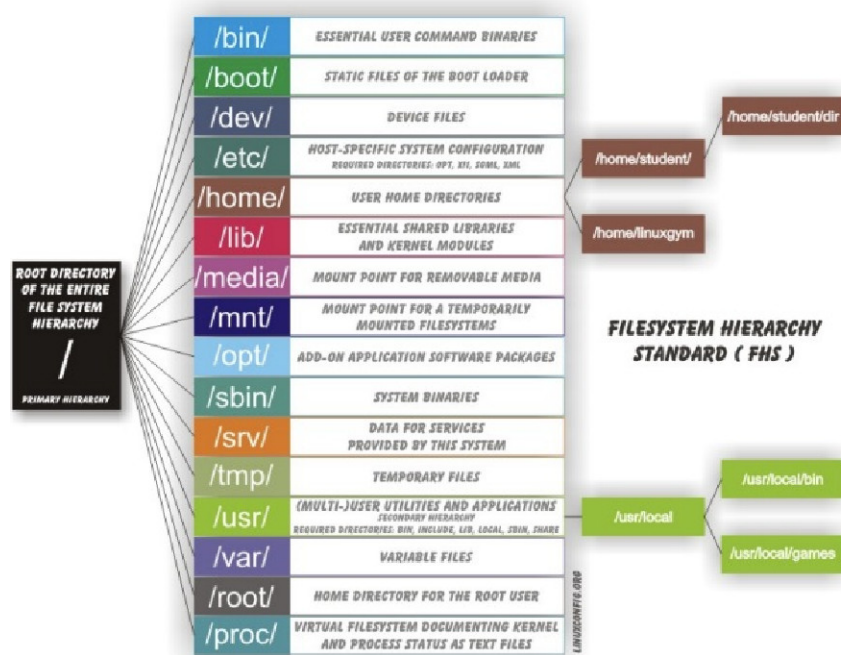 ROOT DIRECTORY
OF THE ENTIRE
FILE SYSTEM
HIERARCHY
/
PRIMARY HIERARCHY
/bin/
ESSENTIAL USER COMMAND BINARIES
/boot/
STATIC FILES OF THE BOOT LOADER
/dev/
DEVICE FILES
/etc/
HOST-SPECIFIC SYSTEM CONFIGURATION
REQUIRED DIRECTORIES: OPT, X11, SGML, XML
/home/
USER HOME DIRECTORIES
/lib/
ESSENTIAL SHARED LIBRARIES
AND KERNEL MODULES
/media/
MOUNT POINT FOR REMOVABLE MEDIA
/mnt/
MOUNT POINT FOR A TEMPORARILY
MOUNTED FILESYSTEMS
/opt/
ADD-ON APPLICATION SOFTWARE PACKAGES
/sbin/
SYSTEM BINARIES
/srv/
DATA FOR SERVICES
PROVIDED BY THIS SYSTEM
/tmp/
TEMPORARY FILES
/usr/
(MULTI-)USER UTILITIES AND APPLICATIONS
SECONDARY HIERARCHY
REQUIRED DIRECTORIES: BIN, INCLUDE, LIB, LOCAL, SBIN, SHARE
/var/
VARIABLE FILES
/root/
HOME DIRECTORY FOR THE ROOT USER
/proc/
VIRTUAL FILESYSTEM DOCUMENTING KERNEL
AND PROCESS STATUS AS TEXT FILES
/home/student/
/home/student/dir
/home/linuxgym
FILESYSTEM HIERARCHY
STANDARD ( FHS )
/usr/local
/usr/local/bin
/usr/local/games
LINUXCONFIG.ORG